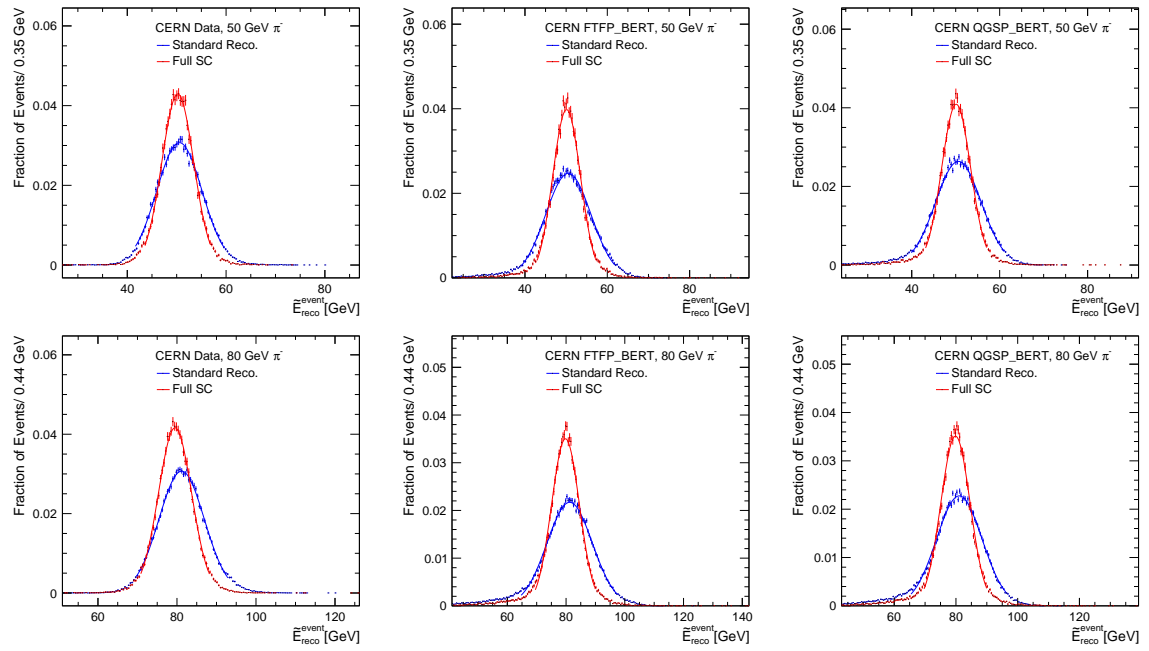 CERN Data, 50 GeV π⁻
Standard Reco.
Full SC
Fraction of Events/ 0.35 GeV
0.06
0.04
0.02
0
40 60 80
Ẽ_reco^event [GeV]
CERN FTFP_BERT, 50 GeV π⁻
Standard Reco.
Full SC
Fraction of Events/ 0.35 GeV
0.06
0.04
0.02
0
40 60 80
Ẽ_reco^event [GeV]
CERN QGSP_BERT, 50 GeV π⁻
Standard Reco.
Full SC
Fraction of Events/ 0.35 GeV
0.06
0.04
0.02
0
40 60 80
Ẽ_reco^event [GeV]
CERN Data, 80 GeV π⁻
Standard Reco.
Full SC
Fraction of Events/ 0.44 GeV
0.06
0.04
0.02
0
60 80 100 120
Ẽ_reco^event [GeV]
CERN FTFP_BERT, 80 GeV π⁻
Standard Reco.
Full SC
Fraction of Events/ 0.44 GeV
0.05
0.04
0.03
0.02
0.01
0
60 80 100 120 140
Ẽ_reco^event [GeV]
CERN QGSP_BERT, 80 GeV π⁻
Standard Reco.
Full SC
Fraction of Events/ 0.44 GeV
0.05
0.04
0.03
0.02
0.01
0
60 80 100 120
Ẽ_reco^event [GeV]